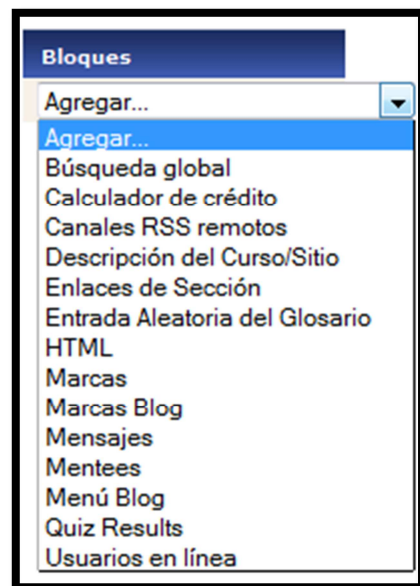 Bloques
Agregar...
Agregar...
Búsqueda global
Calculador de crédito
Canales RSS remotos
Descripción del Curso/Sitio
Enlaces de Sección
Entrada Aleatoria del Glosario
HTML
Marcas
Marcas Blog
Mensajes
Mentees
Menú Blog
Quiz Results
Usuarios en línea